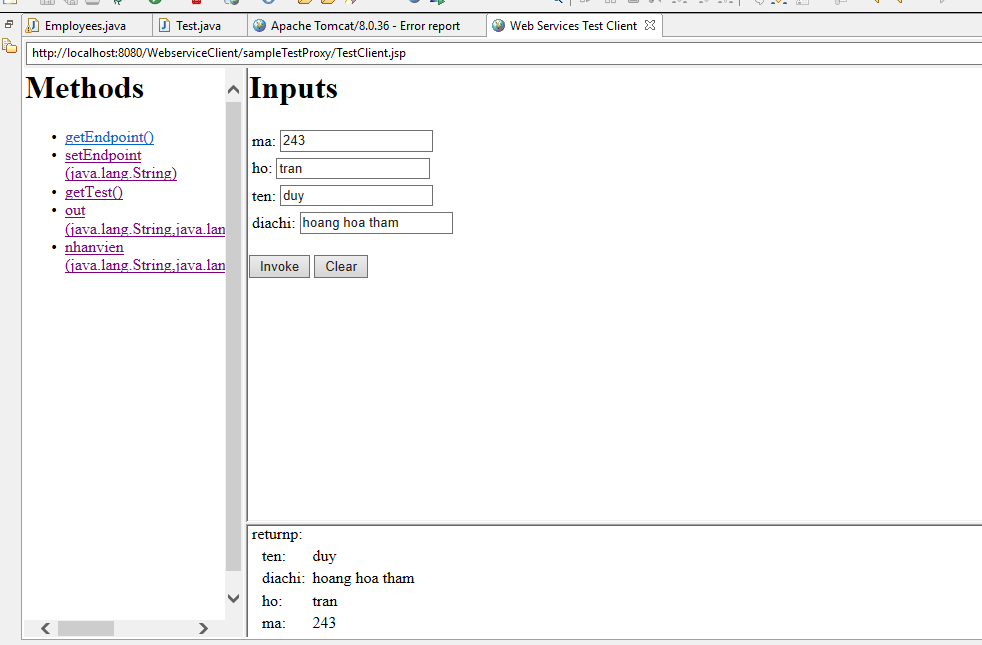 Employees.java Test.java Apache Tomcat/8.0.36 - Error report Web Services Test Client
http://localhost:8080/WebserviceClient/sampleTestProxy/TestClient.jsp
Methods
getEndpoint()
setEndpoint
(java.lang.String)
getTest()
out
(java.lang.String,java.lan
nhanvien
(java.lang.String,java.lan
Inputs
ma: 243
ho: tran
ten: duy
diachi: hoang hoa tham
Invoke Clear
returnp:
ten: duy
diachi: hoang hoa tham
ho: tran
ma: 243